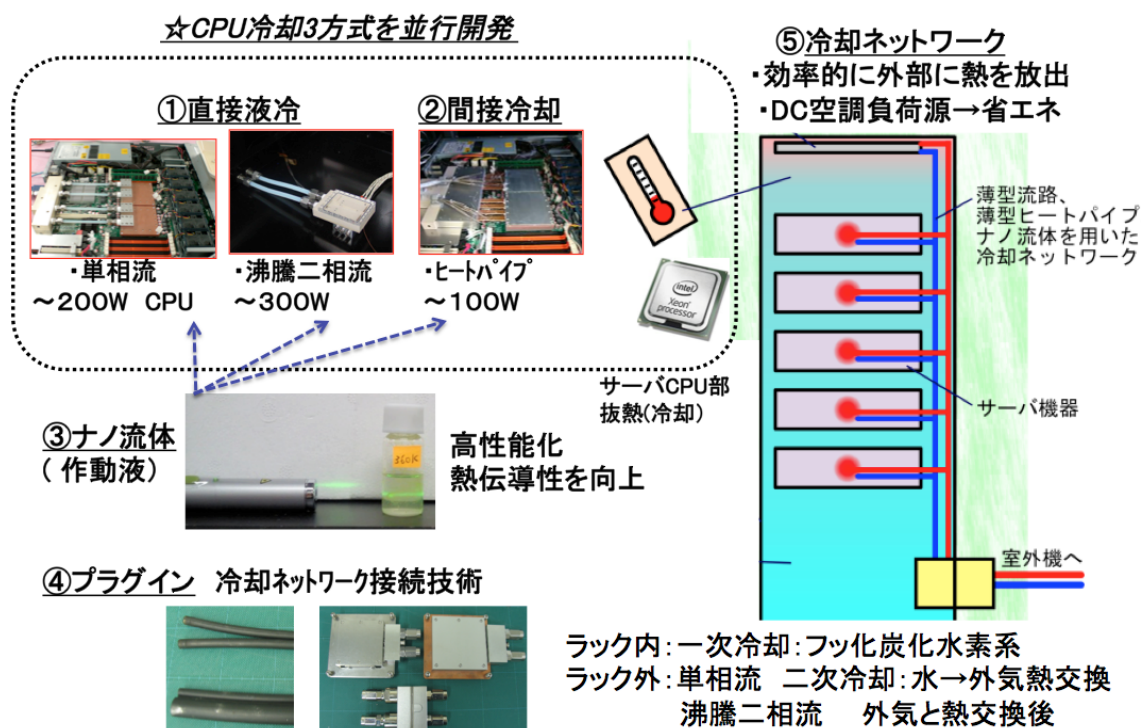 ☆CPU冷却3方式を並行開発
①直接液冷
②間接冷却
・単相流
～200W CPU
・沸騰二相流
～300W
・ヒートパイプ
～100W
intel
Xeon
processor
サーバCPU部
抜熱(冷却)
③ナノ流体
(作動液)
360K
高性能化
熱伝導性を向上
④プラグイン 冷却ネットワーク接続技術
⑤冷却ネットワーク
・効率的に外部に熱を放出
・DC空調負荷源→省エネ
薄型流路、
薄型ヒートパイプ
ナノ流体を用いた
冷却ネットワーク
サーバ機器
室外機へ
ラック内:一次冷却:フッ化炭化水素系
ラック外:単相流 二次冷却:水→外気熱交換
沸騰二相流 外気と熱交換後